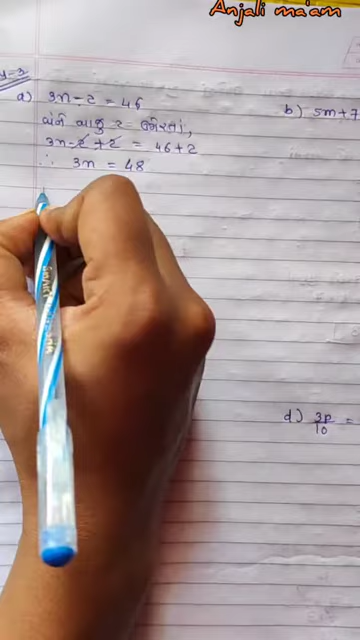 Anjali ma'am
a) 3n - 2 = 46
બંને બાજુ 2 ઉમેરતાં,
3n - 2 + 2 = 46 + 2
∴ 3n = 48
b) 5m + 7
d) 3p/10 =